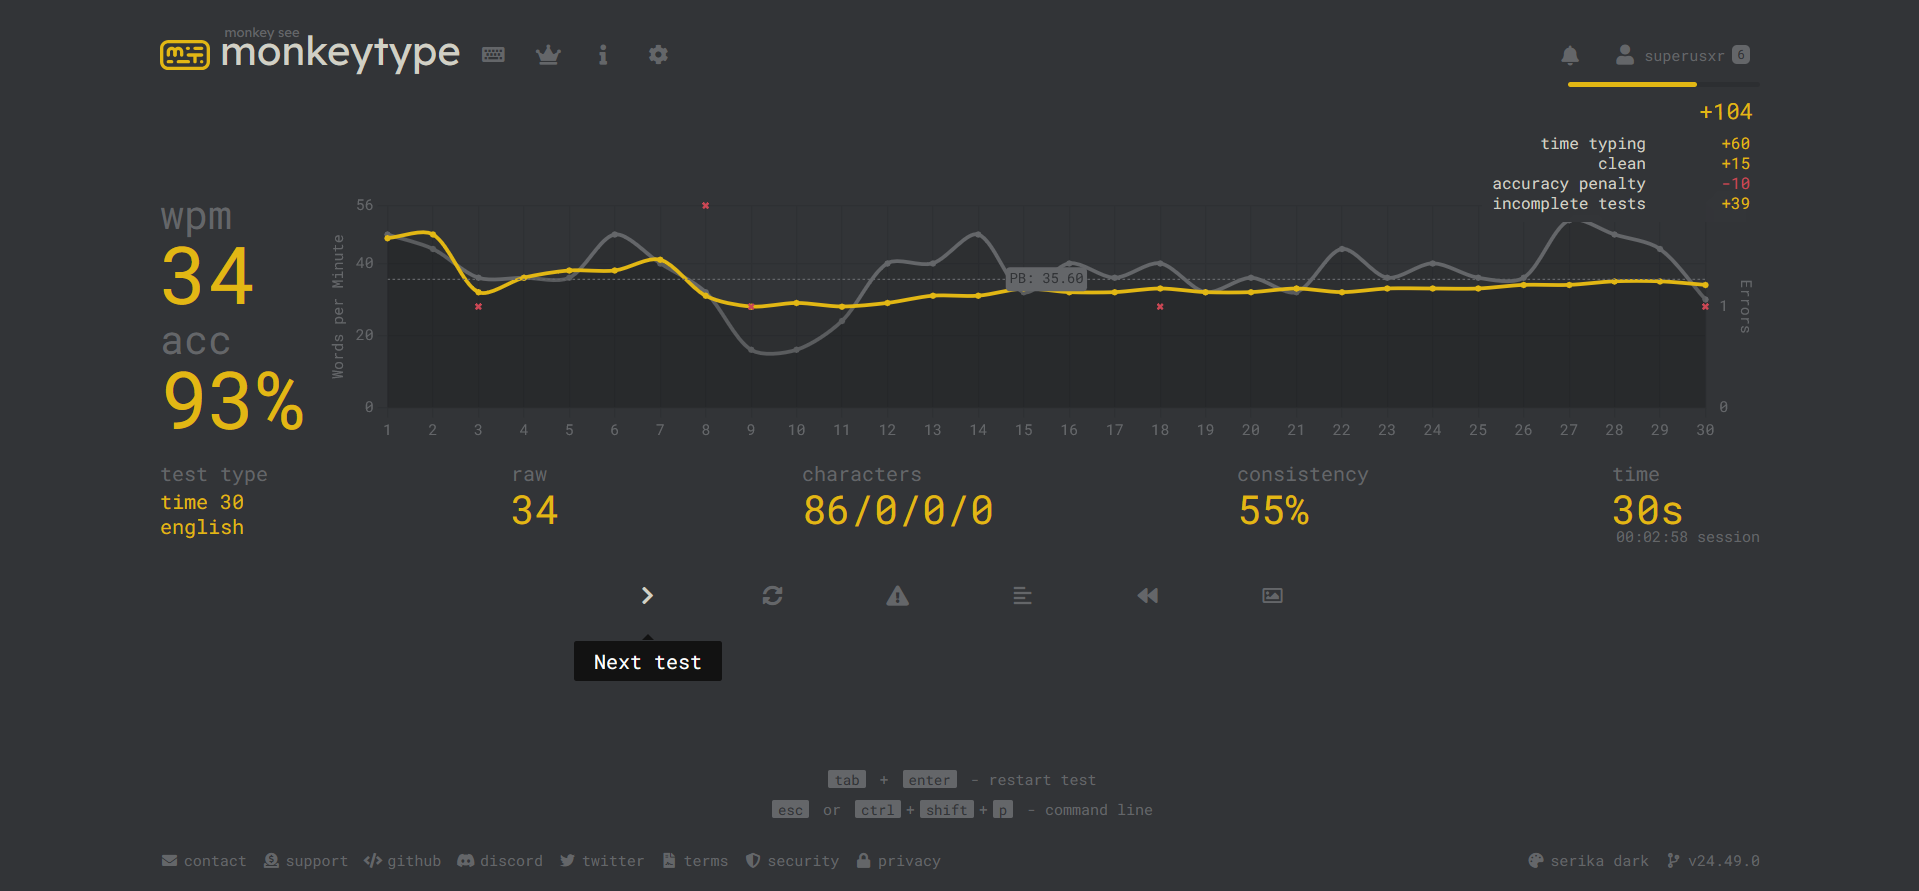 monkey see
monkeytype
superusxr 6
+104
time typing +60
clean +15
accuracy penalty -10
incomplete tests +39
wpm
34
acc
93%
Words per Minute
56
40
20
0
PB: 35.60
Errors
1
0
1 2 3 4 5 6 7 8 9 10 11 12 13 14 15 16 17 18 19 20 21 22 23 24 25 26 27 28 29 30
test type
time 30
english
raw
34
characters
86/0/0/0
consistency
55%
time
30s
00:02:58 session
Next test
tab + enter - restart test
esc or ctrl + shift + p - command line
contact support github discord twitter terms security privacy
serika dark v24.49.0